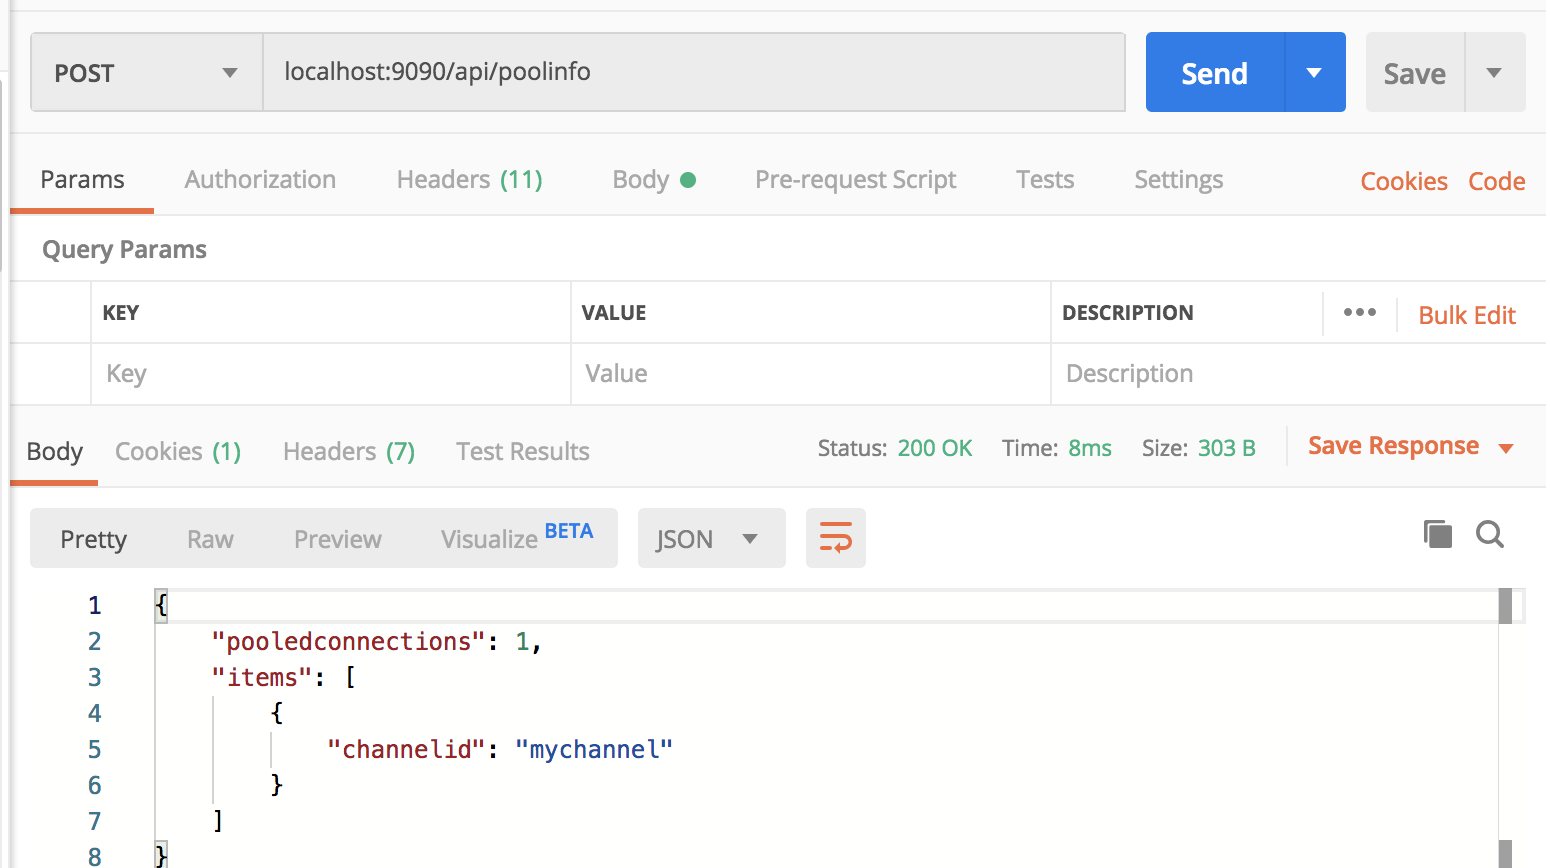 POST localhost:9090/api/poolinfo Send Save
Params Authorization Headers (11) Body Pre-request Script Tests Settings Cookies Code
Query Params
KEY VALUE DESCRIPTION ••• Bulk Edit
Key Value Description
Body Cookies (1) Headers (7) Test Results Status: 200 OK Time: 8ms Size: 303 B Save Response
Pretty Raw Preview Visualize BETA JSON
1 {
2 "pooledconnections": 1,
3 "items": [
4 {
5 "channelid": "mychannel"
6 }
7 ]
8 }